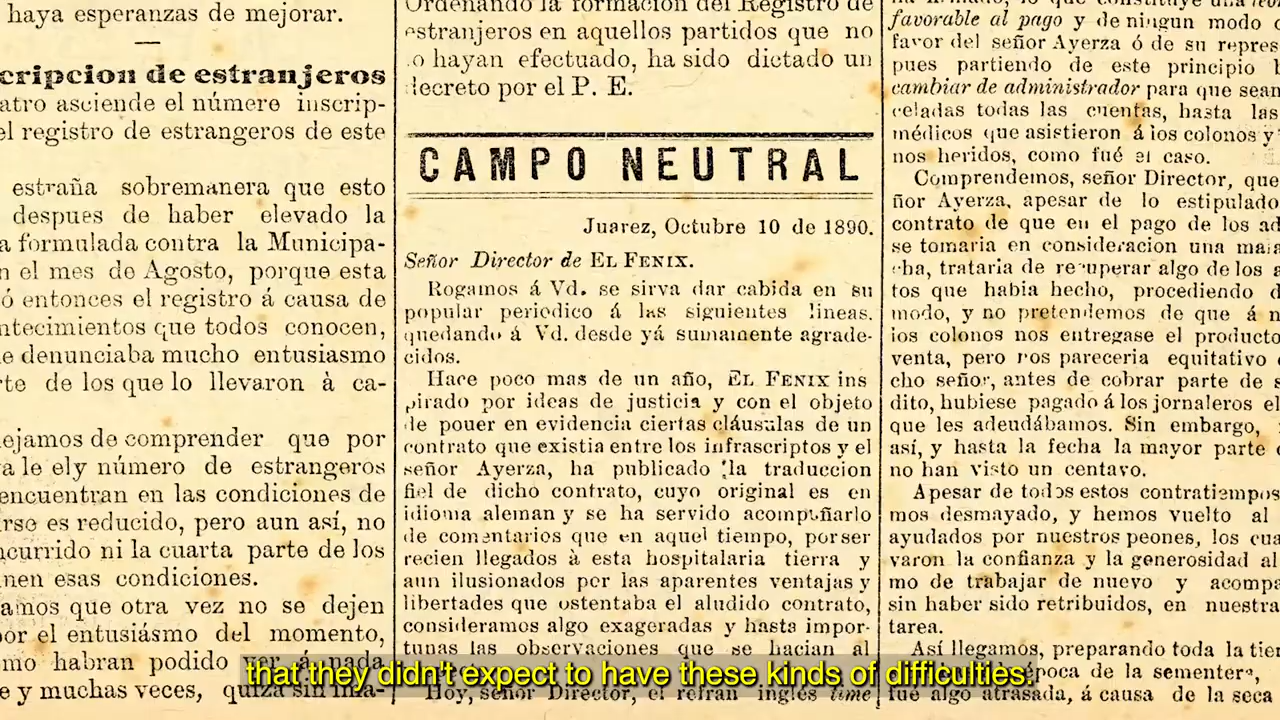 haya esperanzas de mejorar.
cripcion de estranjeros
atro asciende el número inscrip-
el registro de estrangeros de este
estraña sobremanera que esto
despues de haber elevado la
a formulada contra la Municipa-
n el mes de Agosto, porque esta
ó entonces el registro á causa de
ntecimientos que todos conocen,
e denunciaba mucho entusiasmo
rte de los que lo llevaron à ca-
ejamos de comprender que por
a le ely número de estrangeros
encuentran en las condiciones de
rse es reducido, pero aun así, no
currido ni la cuarta parte de los
nen esas condiciones.
amos que otra vez no se dejen
por el entusiásmo del momento,
mo habran podido ver á nada
e y muchas veces, quiza sin
Ordenando la formacion del Registro de
estranjeros en aquellos partidos que no
o hayan efectuado, ha sido dictado un
decreto por el P. E.
CAMPO NEUTRAL
Juarez, Octubre 10 de 1890.
Señor Director de EL FENIX.
Rogamos á Vd. se sirva dar cabida en su
popular periodico á las siguientes lineas.
quedando á Vd. desde yá sumamente agrade-
cidos.
Hace poco mas de un año, EL FENIX ins
pirado por ideas de justicia y con el objeto
de pouer en evidencia ciertas cláusulas de un
contrato que existia entre los infrascriptos y el
señor Ayerza, ha publicado la traduccion
fiel de dicho contrato, cuyo original es en
idioma aleman y se ha servido acompañarlo
de comentarios que en aquel tiempo, por ser
recien llegados à esta hospitalaria tierra y
aun ilusionados por las aparentes ventajas y
libertades que ostentaba el aludido contrato,
consideramos algo exageradas y hasta impor-
tunas las observaciones que se hacian al
Hoy, señor Director, el refran inglés time
favorable al pago y de ningun modo
favor del señor Ayerza ó de su repres
pues partiendo de este principio
cambiar de administrador para que sean
celadas todas las cuentas, hasta las
médicos que asistieron á los colonos y
nos heridos, como fué el caso.
Comprendemos, señor Director, que
ñor Ayerza, apesar de lo estipulado
contrato de que en el pago de los ad
se tomaria en consideracion una mala
cha, trataria de recuperar algo de los a
tos que habia hecho, procediendo d
modo, y no pretendemos de que á n
los colonos nos entregase el producto
venta, pero nos pareceria equitativo
cho señor, antes de cobrar parte de s
dito, hubiese pagado á los jornaleros el
que les adeudábamos. Sin embargo,
así, y hasta la fecha la mayor parte
no han visto un centavo.
Apesar de todos estos contratiempos
mos desmayado, y hemos vuelto al
ayudados por nuestros peones, los cua
varon la confianza y la generosidad al
mo de trabajar de nuevo y acompa
sin haber sido retribuidos, en nuestra
tarea.
Así llegamos, preparando toda la tier
época de la sementera,
fué algo atrasada, á causa de la seca
that they didn't expect to have these kinds of difficulties.